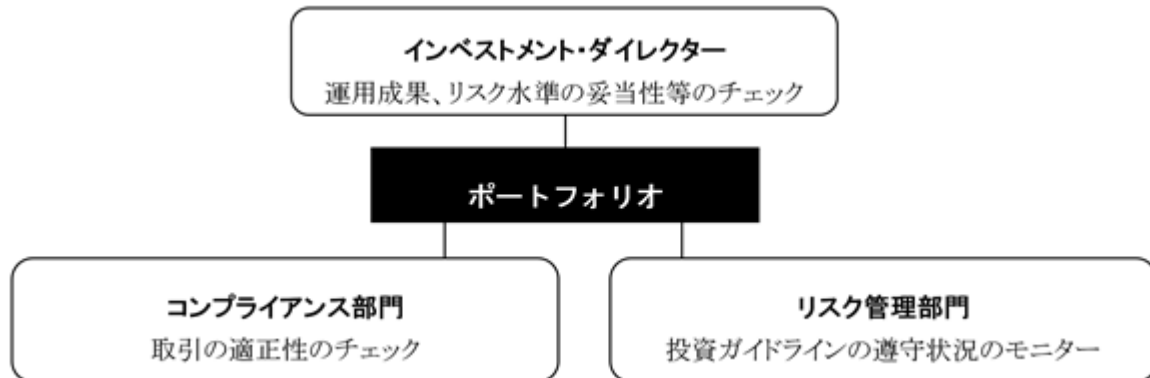 インベストメント・ダイレクター
運用成果、リスク水準の妥当性等のチェック
ポートフォリオ
コンプライアンス部門
取引の適正性のチェック
リスク管理部門
投資ガイドラインの遵守状況のモニター